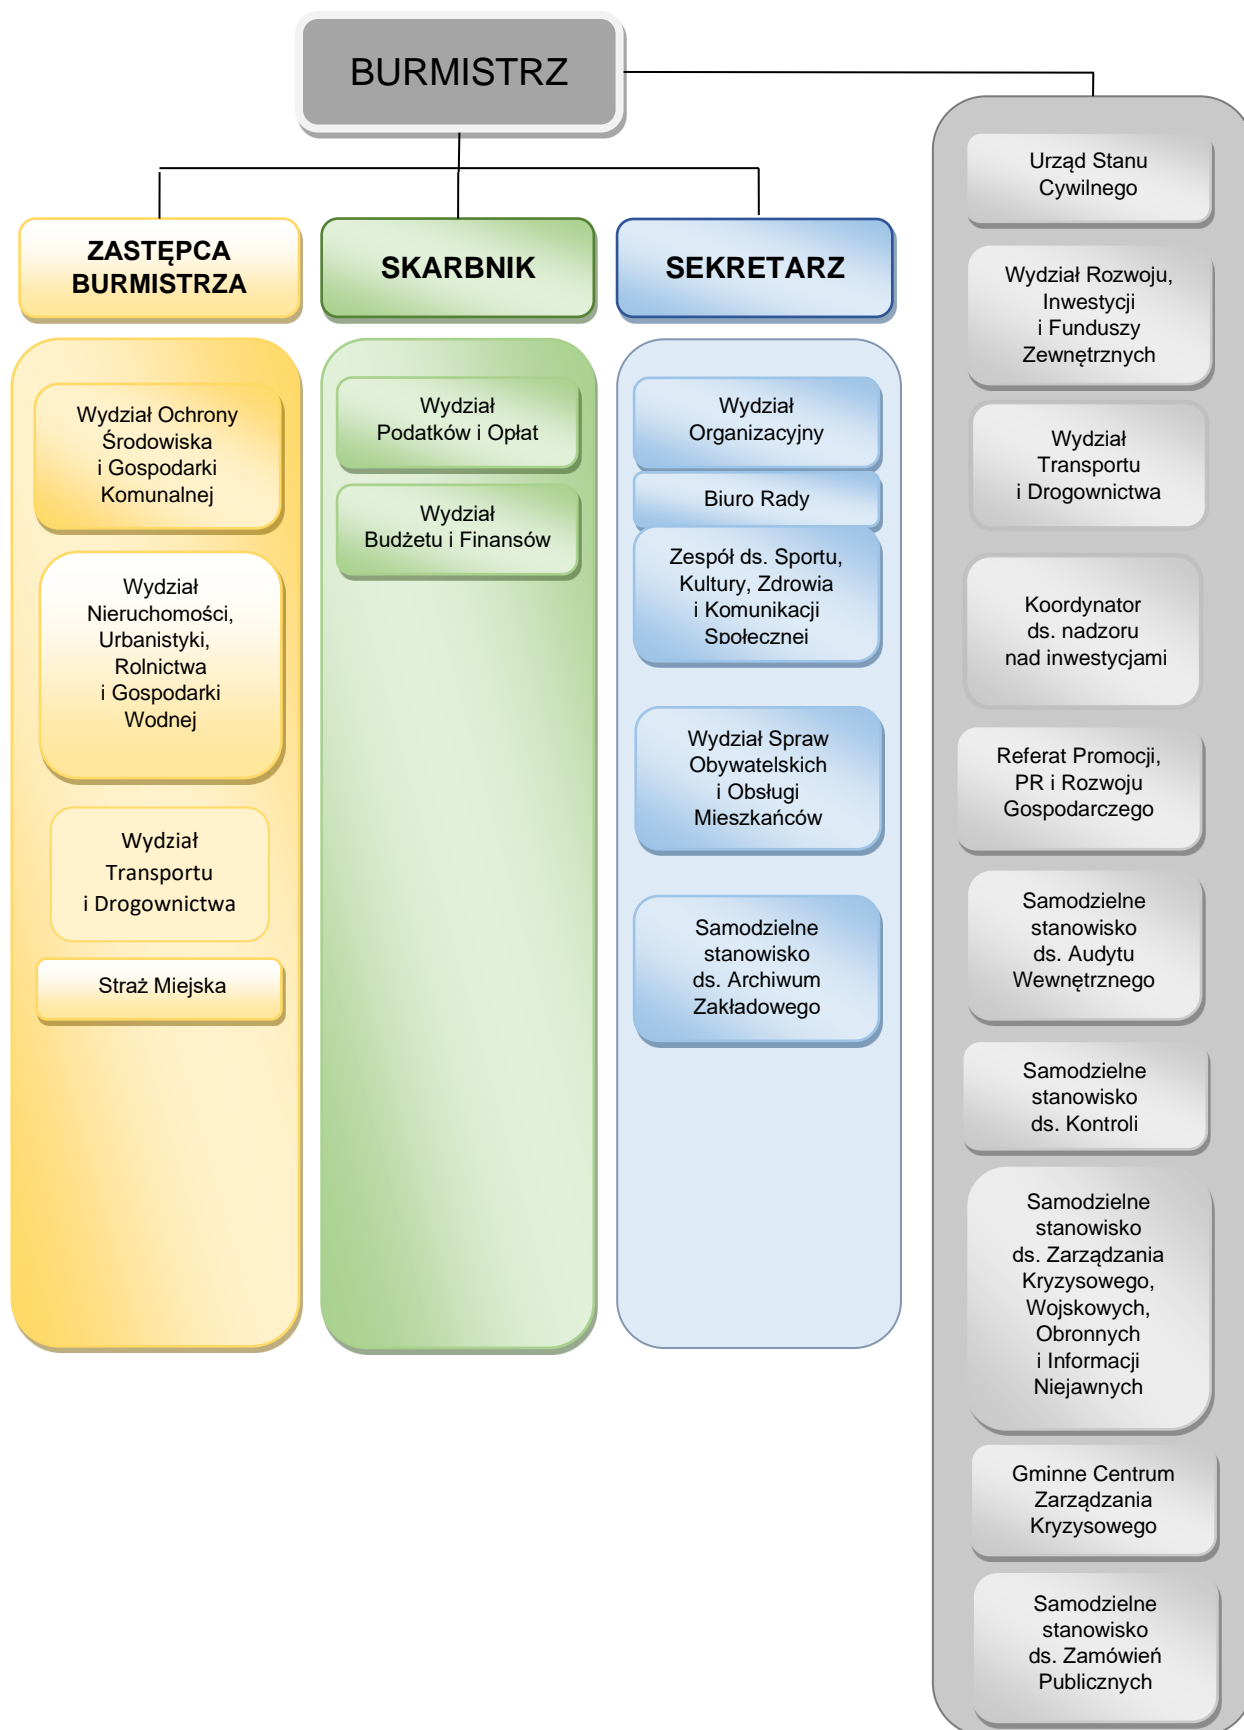 BURMISTRZ
ZASTĘPCA
BURMISTRZA
SKARBNIK
SEKRETARZ
Wydział Ochrony
Środowiska
i Gospodarki
Komunalnej
Wydział
Nieruchomości,
Urbanistyki,
Rolnictwa
i Gospodarki
Wodnej
Wydział
Transportu
i Drogownictwa
Straż Miejska
Wydział
Podatków i Opłat
Wydział
Budżetu i Finansów
Wydział
Organizacyjny
Biuro Rady
Zespół ds. Sportu,
Kultury, Zdrowia
i Komunikacji
Społecznej
Wydział Spraw
Obywatelskich
i Obsługi
Mieszkańców
Samodzielne
stanowisko
ds. Archiwum
Zakładowego
Urząd Stanu
Cywilnego
Wydział Rozwoju,
Inwestycji
i Funduszy
Zewnętrznych
Wydział
Transportu
i Drogownictwa
Koordynator
ds. nadzoru
nad inwestycjami
Referat Promocji,
PR i Rozwoju
Gospodarczego
Samodzielne
stanowisko
ds. Audytu
Wewnętrznego
Samodzielne
stanowisko
ds. Kontroli
Samodzielne
stanowisko
ds. Zarządzania
Kryzysowego,
Wojskowych,
Obronnych
i Informacji
Niejawnych
Gminne Centrum
Zarządzania
Kryzysowego
Samodzielne
stanowisko
ds. Zamówień
Publicznych